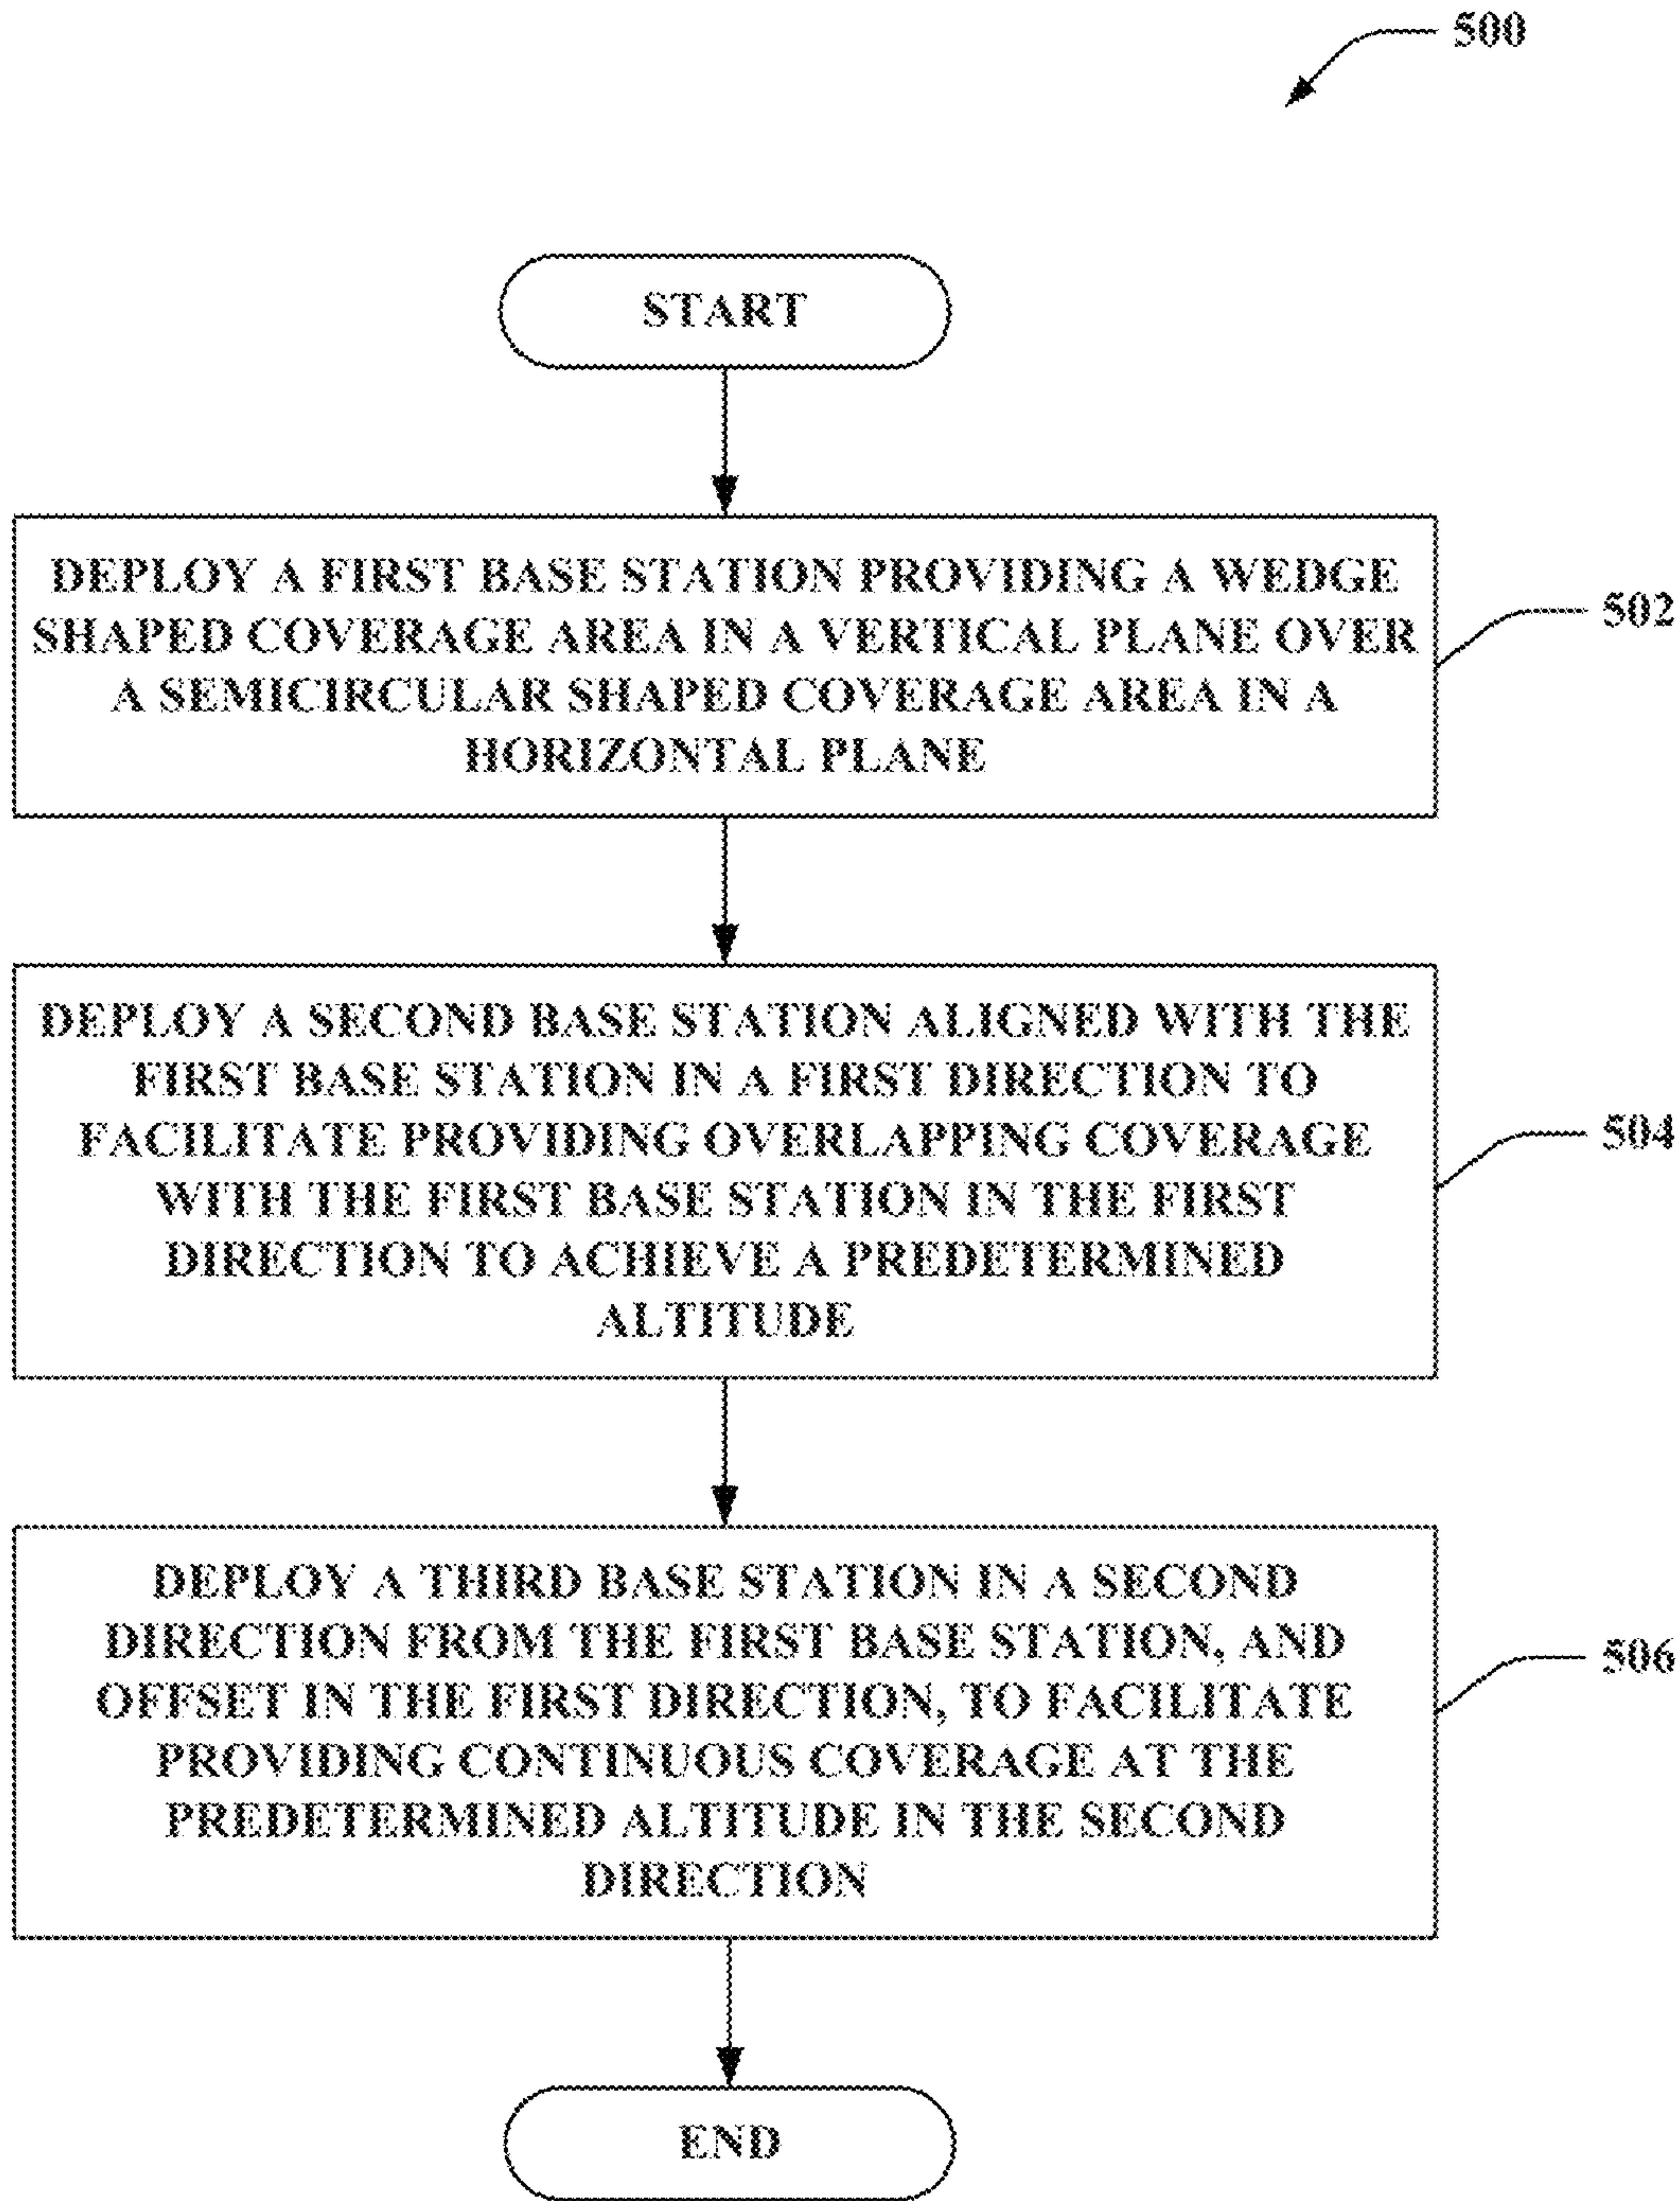 500
START
DEPLOY A FIRST BASE STATION PROVIDING A WEDGE
SHAPED COVERAGE AREA IN A VERTICAL PLANE OVER
A SEMICIRCULAR SHAPED COVERAGE AREA IN A
HORIZONTAL PLANE
502
DEPLOY A SECOND BASE STATION ALIGNED WITH THE
FIRST BASE STATION IN A FIRST DIRECTION TO
FACILITATE PROVIDING OVERLAPPING COVERAGE
WITH THE FIRST BASE STATION IN THE FIRST
DIRECTION TO ACHIEVE A PREDETERMINED
ALTITUDE
504
DEPLOY A THIRD BASE STATION IN A SECOND
DIRECTION FROM THE FIRST BASE STATION, AND
OFFSET IN THE FIRST DIRECTION, TO FACILITATE
PROVIDING CONTINUOUS COVERAGE AT THE
PREDETERMINED ALTITUDE IN THE SECOND
DIRECTION
506
END